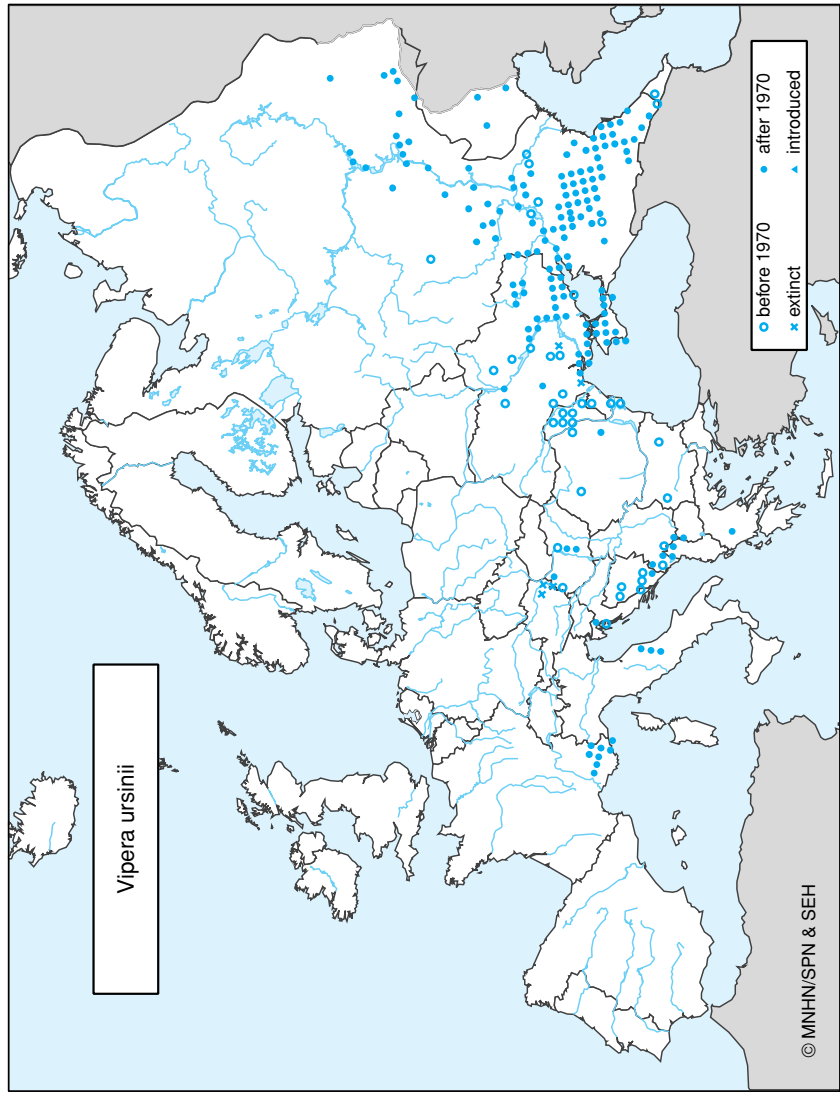 Vipera ursinii
before 1970
after 1970
extinct
introduced
© MNHN/SPN & SEH